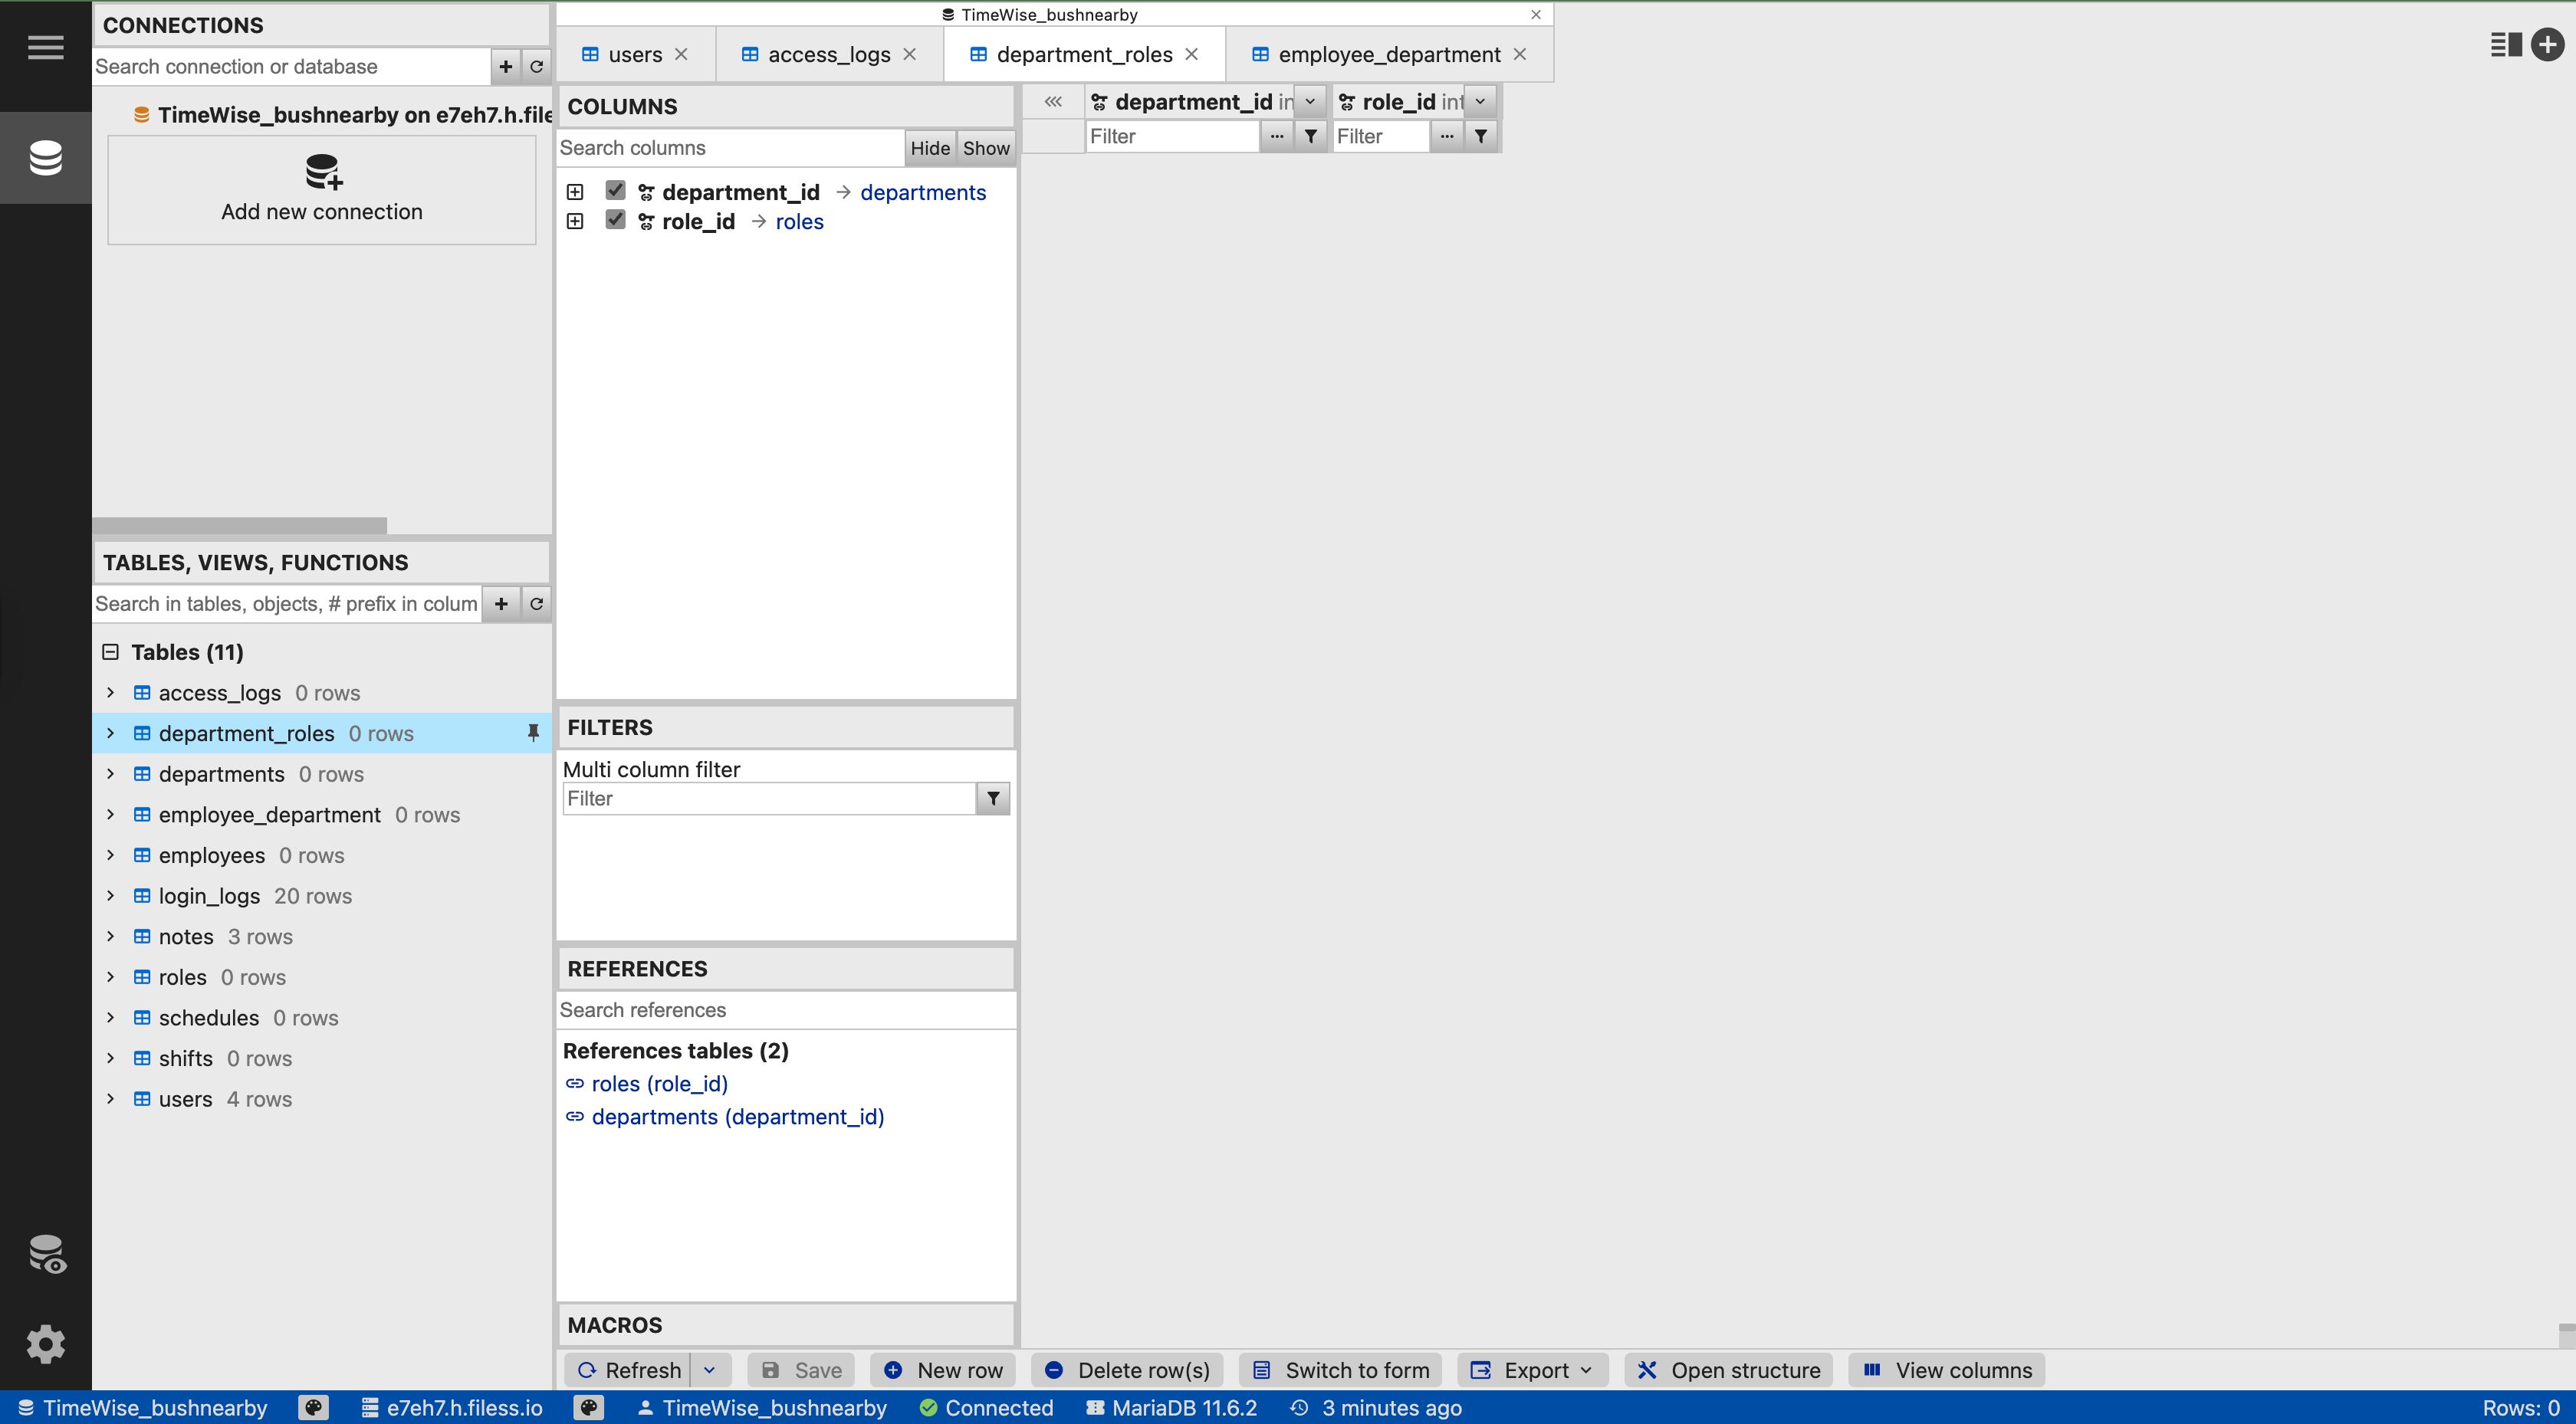 CONNECTIONS
Search connection or database
TimeWise_bushnearby on e7eh7.h.file
Add new connection
TABLES, VIEWS, FUNCTIONS
Search in tables, objects, # prefix in colum
Tables (11)
access_logs 0 rows
department_roles 0 rows
departments 0 rows
employee_department 0 rows
employees 0 rows
login_logs 20 rows
notes 3 rows
roles 0 rows
schedules 0 rows
shifts 0 rows
users 4 rows
TimeWise_bushnearby
users
access_logs
department_roles
employee_department
COLUMNS
Search columns
Hide
Show
department_id → departments
role_id → roles
FILTERS
Multi column filter
Filter
REFERENCES
Search references
References tables (2)
roles (role_id)
departments (department_id)
MACROS
department_id in
role_id int
Filter
Filter
Refresh
Save
New row
Delete row(s)
Switch to form
Export
Open structure
View columns
TimeWise_bushnearby
e7eh7.h.filess.io
TimeWise_bushnearby
Connected
MariaDB 11.6.2
3 minutes ago
Rows: 0